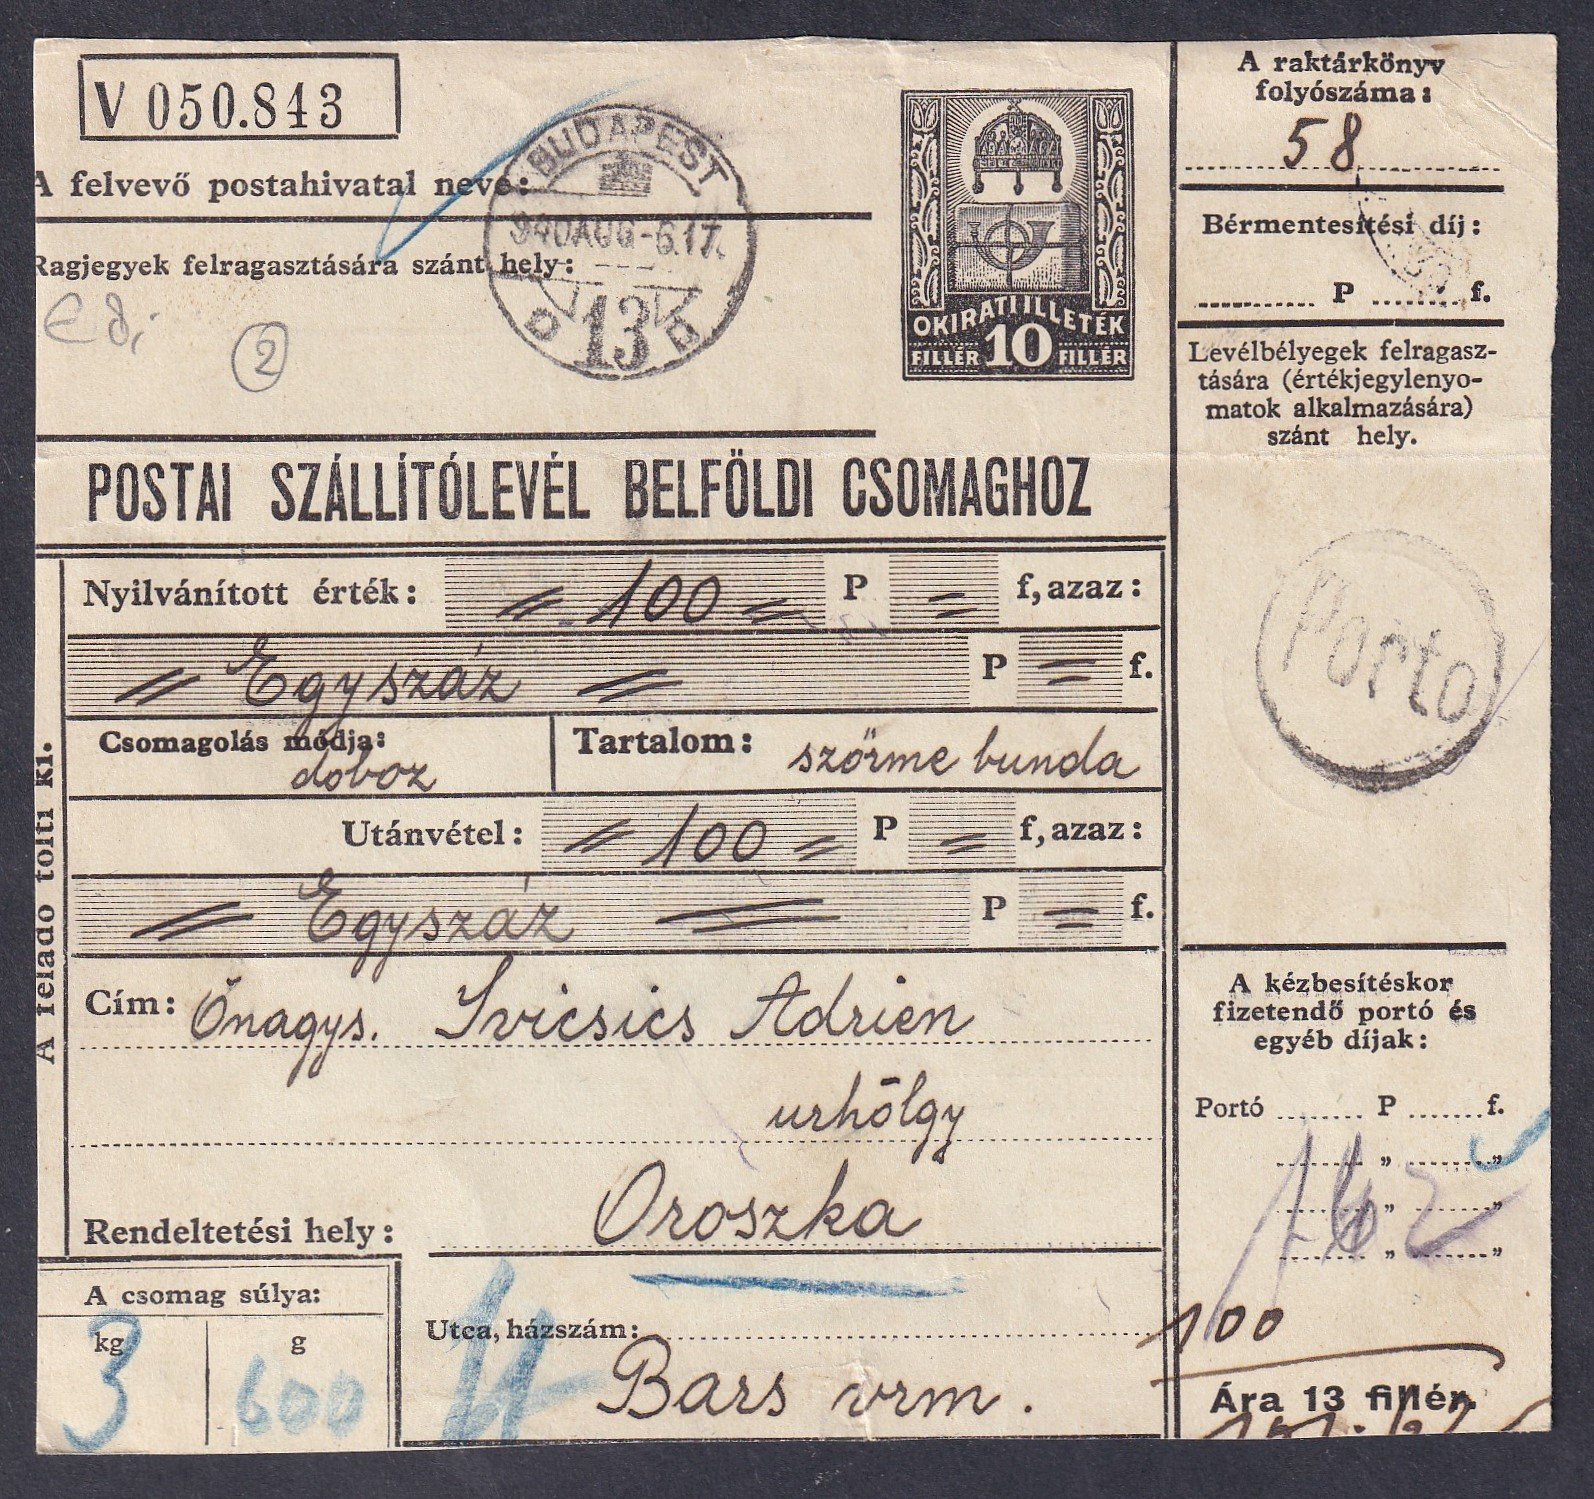 V 050.843
A felvevő postahivatal neve:
Ragjegyek felragasztására szánt hely:
BUDAPEST
940AUG-6.17.
D 13 B
2
OKIRATI ILLETÉK
FILLÉR 10 FILLÉR
POSTAI SZÁLLÍTÓLEVÉL BELFÖLDI CSOMAGHOZ
A feladó tölti ki.
Nyilvánított érték: = 100 = P = f, azaz:
= Egyszáz = P = f.
Csomagolás módja: doboz
Tartalom: szőrme bunda
Utánvétel: = 100 = P = f, azaz:
= Egyszáz = P = f.
Cím: Őnagys. Ivicsics Adrien
urhölgy
Rendeltetési hely: Oroszka
A csomag súlya:
kg g
3 600
Utca, házszám:
Bars vrm.
A raktárkönyv
folyószáma:
58
Bérmentesítési díj:
P f.
Levélbélyegek felragasz-
tására (értékjegylenyo-
matok alkalmazására)
szánt hely.
Porto
A kézbesítéskor
fizetendő portó és
egyéb díjak:
Portó P f.
„ „
„ „
„ „
100
Ára 13 fillér.